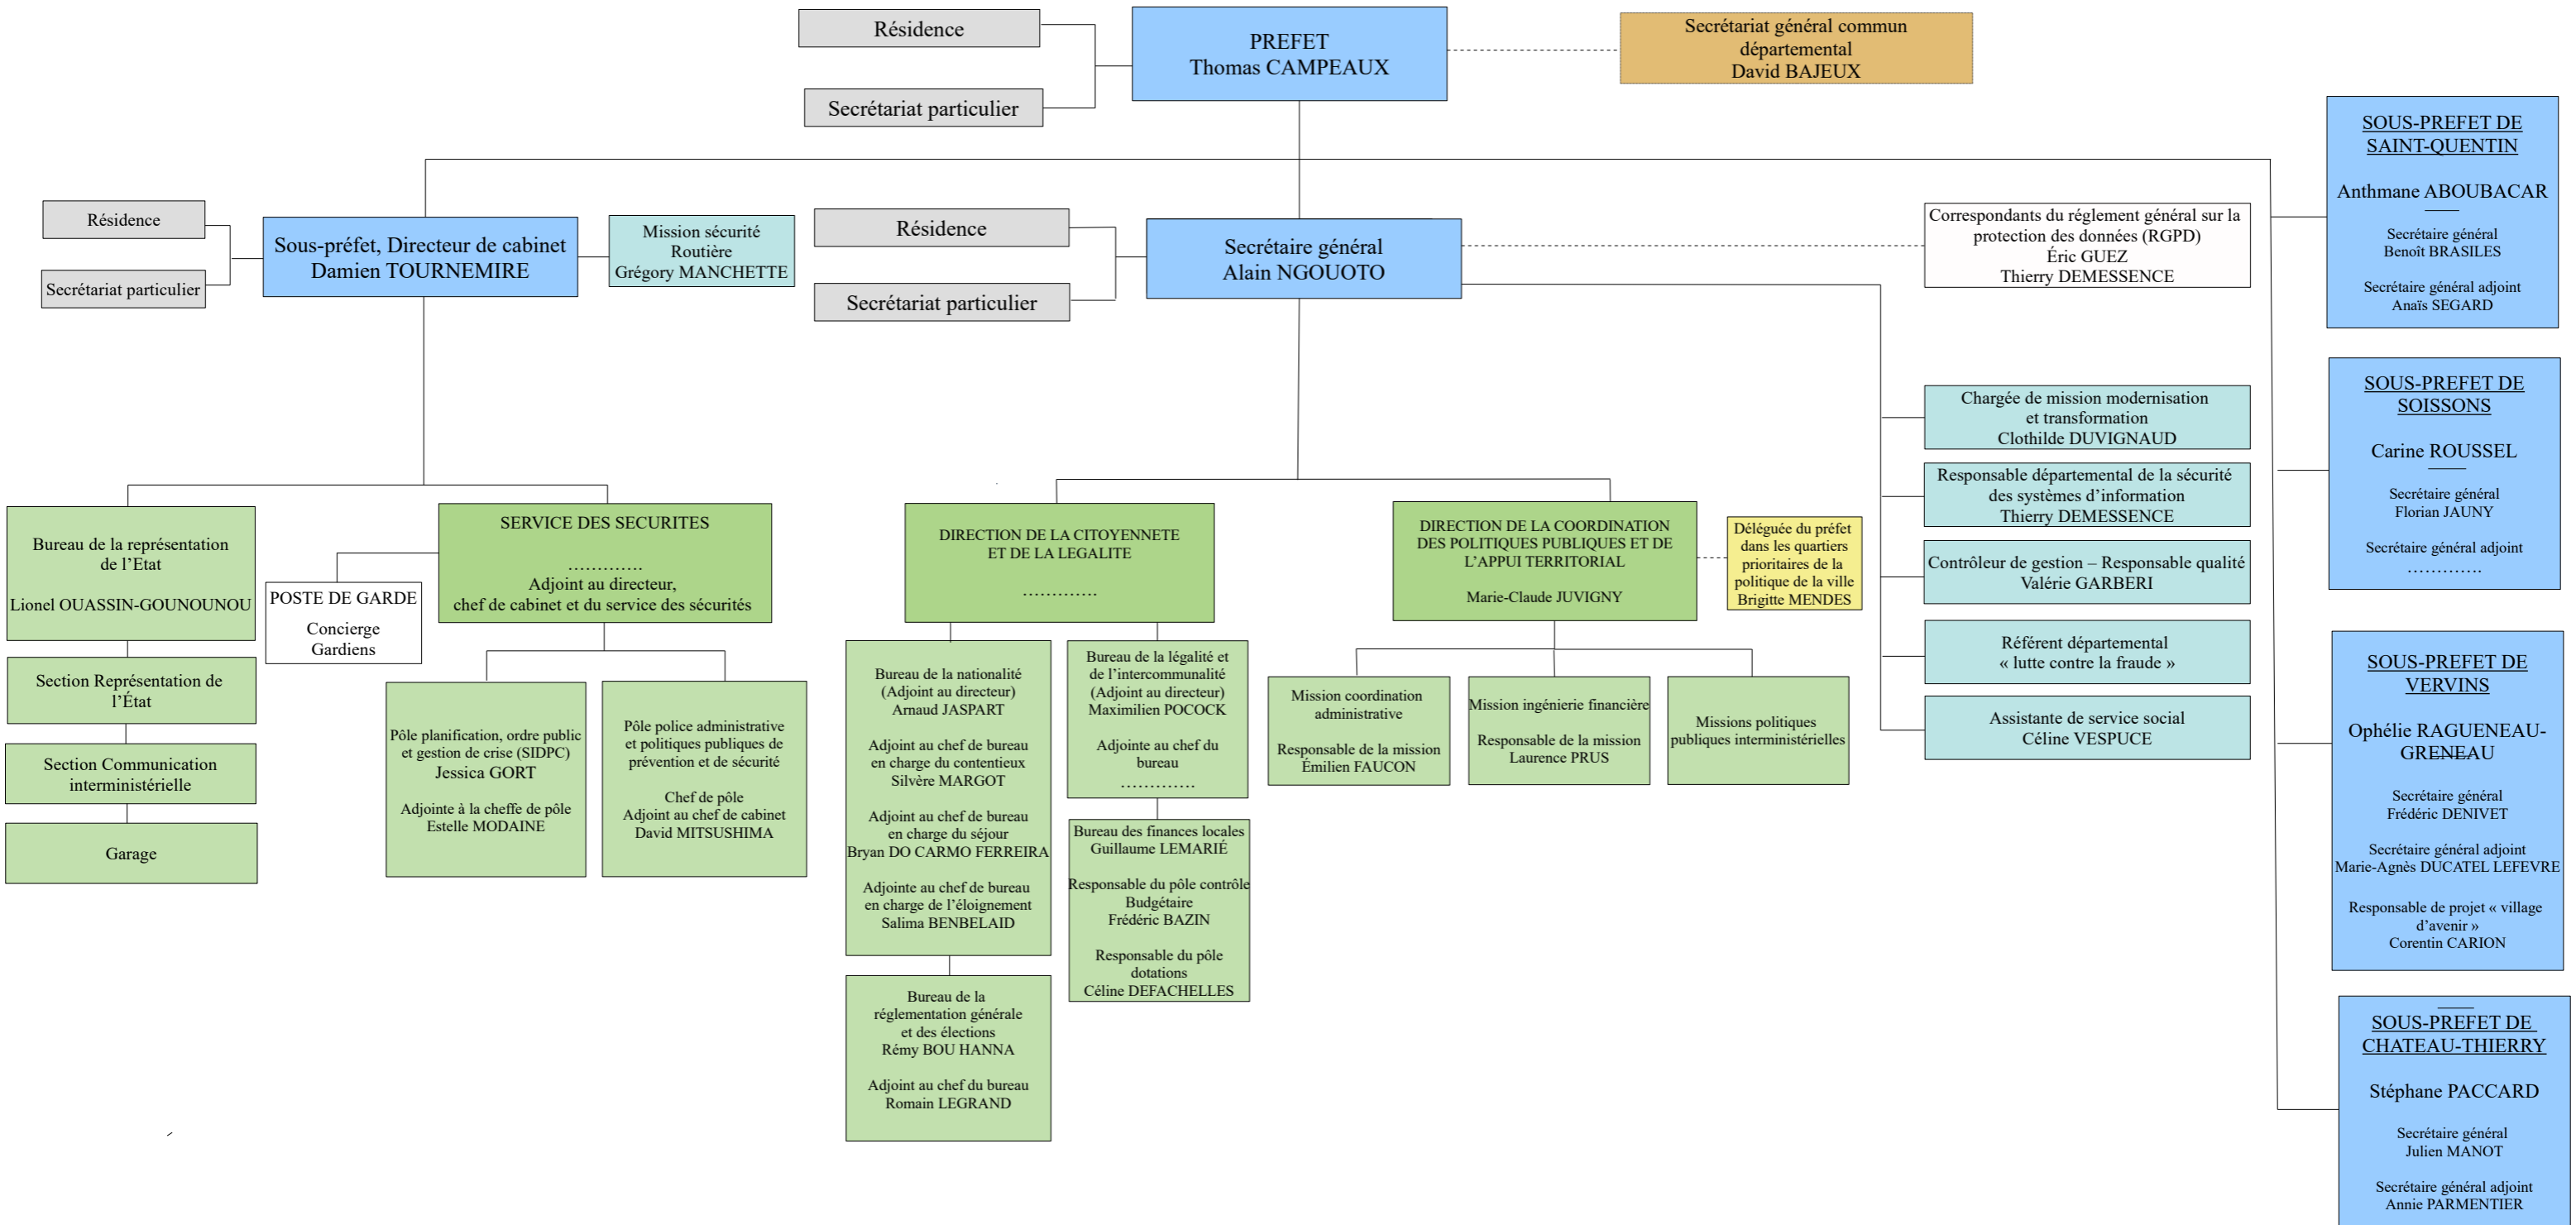 Résidence
Secrétariat particulier
PREFET
Thomas CAMPEAUX
Secrétariat général commun
départemental
David BAJEUX
Résidence
Secrétariat particulier
Sous-préfet, Directeur de cabinet
Damien TOURNEMIRE
Mission sécurité
Routière
Grégory MANCHETTE
Résidence
Secrétariat particulier
Secrétaire général
Alain NGOUOTO
Correspondants du réglement général sur la
protection des données (RGPD)
Éric GUEZ
Thierry DEMESSENCE
Chargée de mission modernisation
et transformation
Clothilde DUVIGNAUD
Responsable départemental de la sécurité
des systèmes d’information
Thierry DEMESSENCE
Contrôleur de gestion – Responsable qualité
Valérie GARBERI
Référent départemental
« lutte contre la fraude »
Assistante de service social
Céline VESPUCE
Bureau de la représentation
de l’Etat
Lionel OUASSIN-GOUNOUNOU
Section Représentation de
l’État
Section Communication
interministérielle
Garage
SERVICE DES SECURITES
………….
Adjoint au directeur,
chef de cabinet et du service des sécurités
POSTE DE GARDE
Concierge
Gardiens
Pôle planification, ordre public
et gestion de crise (SIDPC)
Jessica GORT
Adjointe à la cheffe de pôle
Estelle MODAINE
Pôle police administrative
et politiques publiques de
prévention et de sécurité
Chef de pôle
Adjoint au chef de cabinet
David MITSUSHIMA
DIRECTION DE LA CITOYENNETE
ET DE LA LEGALITE
………….
Bureau de la nationalité
(Adjoint au directeur)
Arnaud JASPART
Adjoint au chef de bureau
en charge du contentieux
Silvère MARGOT
Adjoint au chef de bureau
en charge du séjour
Bryan DO CARMO FERREIRA
Adjointe au chef de bureau
en charge de l’éloignement
Salima BENBELAID
Bureau de la
réglementation générale
et des élections
Rémy BOU HANNA
Adjoint au chef du bureau
Romain LEGRAND
Bureau de la légalité et
de l’intercommunalité
(Adjoint au directeur)
Maximilien POCOCK
Adjointe au chef du
bureau
………….
Bureau des finances locales
Guillaume LEMARIÉ
Responsable du pôle contrôle
Budgétaire
Frédéric BAZIN
Responsable du pôle
dotations
Céline DEFACHELLES
DIRECTION DE LA COORDINATION
DES POLITIQUES PUBLIQUES ET DE
L’APPUI TERRITORIAL
Marie-Claude JUVIGNY
Déléguée du préfet
dans les quartiers
prioritaires de la
politique de la ville
Brigitte MENDES
Mission coordination
administrative
Responsable de la mission
Émilien FAUCON
Mission ingénierie financière
Responsable de la mission
Laurence PRUS
Missions politiques
publiques interministérielles
SOUS-PREFET DE
SAINT-QUENTIN
Anthmane ABOUBACAR
Secrétaire général
Benoît BRASILES
Secrétaire général adjoint
Anaïs SEGARD
SOUS-PREFET DE
SOISSONS
Carine ROUSSEL
Secrétaire général
Florian JAUNY
Secrétaire général adjoint
………….
SOUS-PREFET DE
VERVINS
Ophélie RAGUENEAU-
GRENEAU
Secrétaire général
Frédéric DENIVET
Secrétaire général adjoint
Marie-Agnès DUCATEL LEFEVRE
Responsable de projet « village
d’avenir »
Corentin CARION
SOUS-PREFET DE
CHATEAU-THIERRY
Stéphane PACCARD
Secrétaire général
Julien MANOT
Secrétaire général adjoint
Annie PARMENTIER